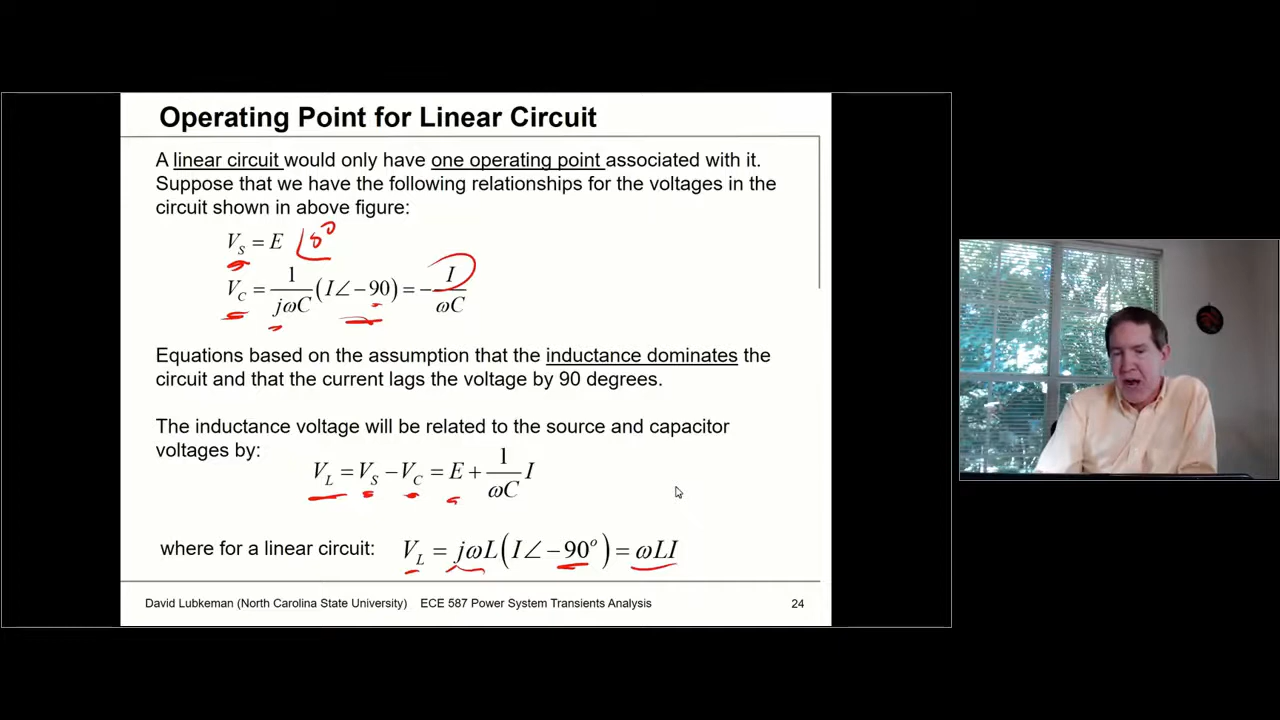 Operating Point for Linear Circuit
A linear circuit would only have one operating point associated with it.
Suppose that we have the following relationships for the voltages in the
circuit shown in above figure:
V_S = E ∠0°
V_C = 1/(jωC) (I∠−90) = −I/(ωC)
Equations based on the assumption that the inductance dominates the
circuit and that the current lags the voltage by 90 degrees.
The inductance voltage will be related to the source and capacitor
voltages by:
V_L = V_S − V_C = E + 1/(ωC) I
where for a linear circuit: V_L = jωL(I∠−90°) = ωLI
David Lubkeman (North Carolina State University) ECE 587 Power System Transients Analysis 24